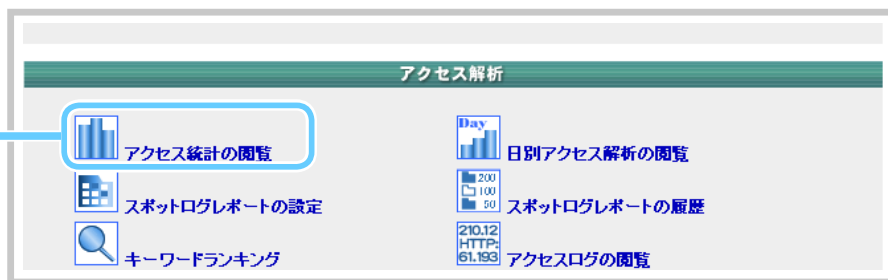 アクセス解析
アクセス統計の閲覧
Day
日別アクセス解析の閲覧
スポットログレポートの設定
200
100
50
スポットログレポートの履歴
キーワードランキング
210.12
HTTP:
61.193
アクセスログの閲覧